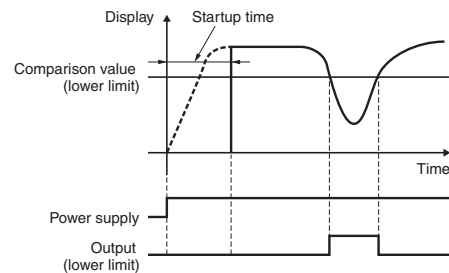 Display
Startup time
Comparison value
(lower limit)
Time
Power supply
Output
(lower limit)